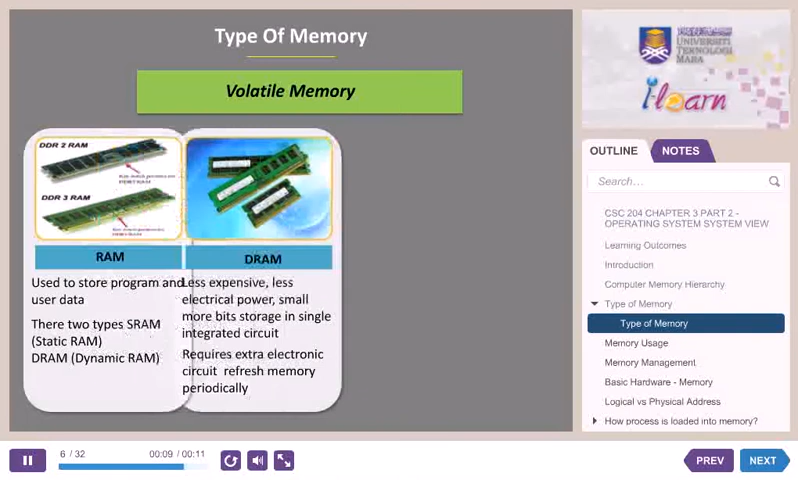 Type Of Memory
Volatile Memory
DDR 2 RAM
DDR 3 RAM
RAM
Used to store program and
user data
There two types SRAM
(Static RAM)
DRAM (Dynamic RAM)
DRAM
Less expensive, less
electrical power, small
more bits storage in single
integrated circuit
Requires extra electronic
circuit refresh memory
periodically
UNIVERSITI
TEKNOLOGI
MARA
i-Learn
OUTLINE
NOTES
Search...
CSC 204 CHAPTER 3 PART 2 -
OPERATING SYSTEM SYSTEM VIEW
Learning Outcomes
Introduction
Computer Memory Hierarchy
Type of Memory
Type of Memory
Memory Usage
Memory Management
Basic Hardware - Memory
Logical vs Physical Address
How process is loaded into memory?
6 / 32
00:09 / 00:11
PREV
NEXT